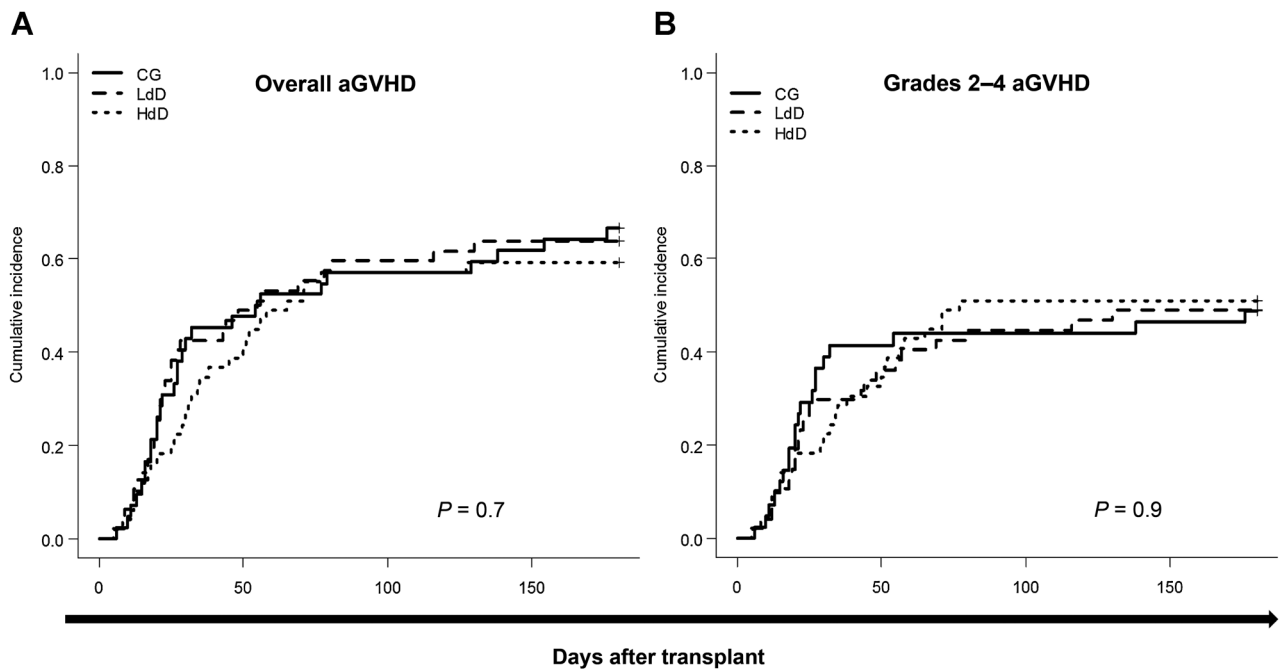 A
Overall aGVHD
CG
LdD
HdD
Cumulative incidence
1.0
0.8
0.6
0.4
0.2
0.0
P = 0.7
0 50 100 150
B
Grades 2–4 aGVHD
CG
LdD
HdD
Cumulative incidence
1.0
0.8
0.6
0.4
0.2
0.0
P = 0.9
0 50 100 150
Days after transplant